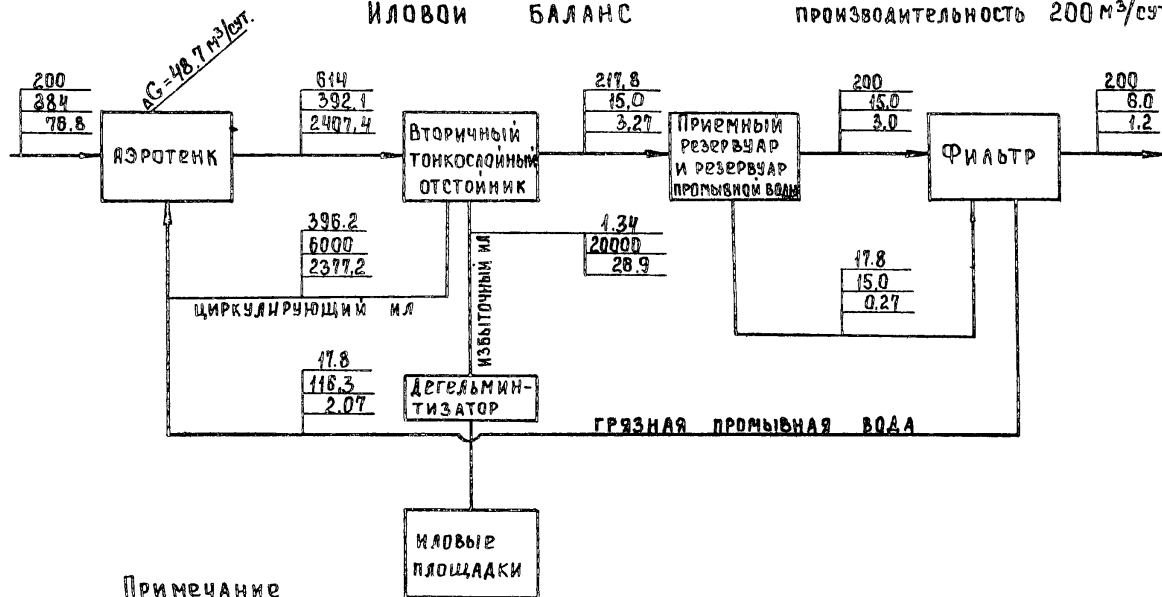 ИЛОВОЙ БАЛАНС
ПРОИЗВОДИТЕЛЬНОСТЬ 200 м³/сут
ΔG=48.7 м³/сут.
200
384
78.8
614
392.1
2407,4
217,8
15,0
3,27
200
15,0
3,0
200
6.0
1.2
АЭРОТЕНК
ВТОРИЧНЫЙ
ТОНКОСЛОЙНЫЙ
ОТСТОЙНИК
ПРИЕМНЫЙ
РЕЗЕРВУАР
И РЕЗЕРВУАР
ПРОМЫВНОЙ ВОДЫ
ФИЛЬТР
396.2
6000
2377,2
ЦИРКУЛИРУЮЩИЙ ИЛ
ИЗБЫТОЧНЫМ ИЛ
1.34
20000
28.9
17.8
15,0
0,27
17.8
116,3
2.07
ДЕГЕЛЬМИН-
ТИЗАТОР
ГРЯЗНАЯ ПРОМЫВНАЯ ВОДА
ИЛОВЫЕ
ПЛОЩАДКИ
ПРИМЕЧАНИЕ